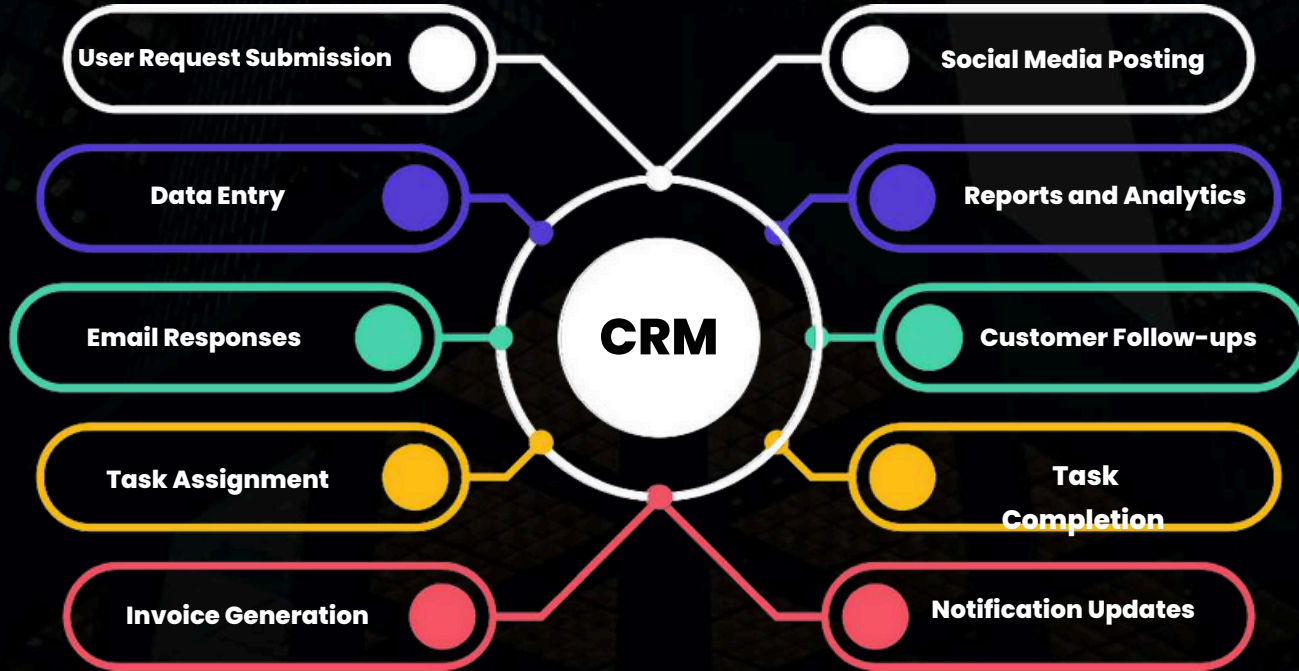 User Request Submission
Social Media Posting
Data Entry
Reports and Analytics
CRM
Email Responses
Customer Follow-ups
Task Assignment
Task
Completion
Invoice Generation
Notification Updates